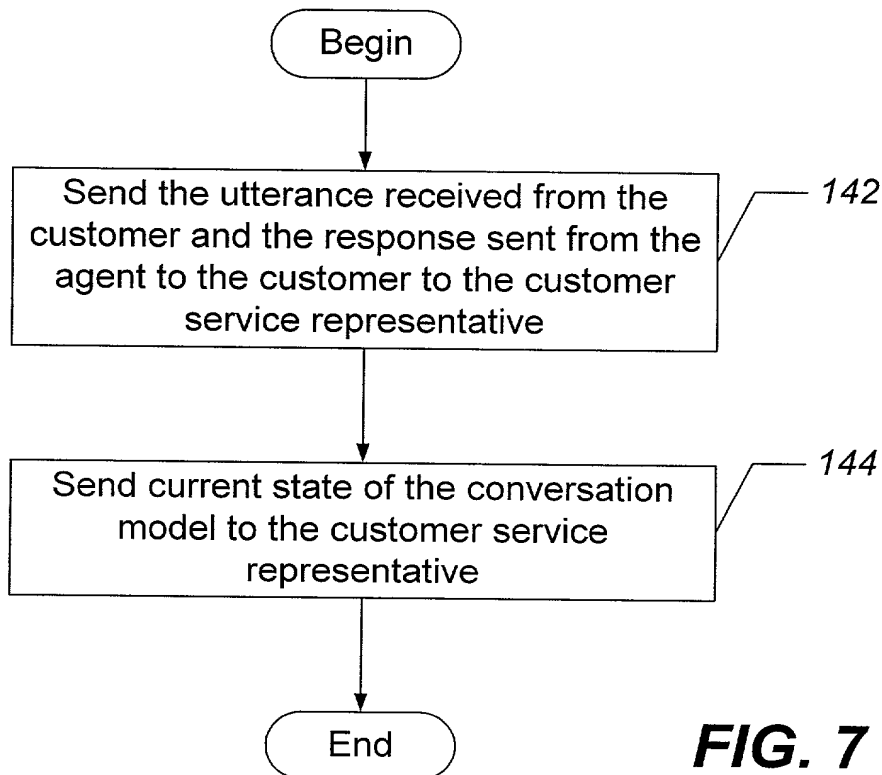 Begin
Send the utterance received from the
customer and the response sent from the
agent to the customer to the customer
service representative
142
Send current state of the conversation
model to the customer service
representative
144
End
FIG. 7